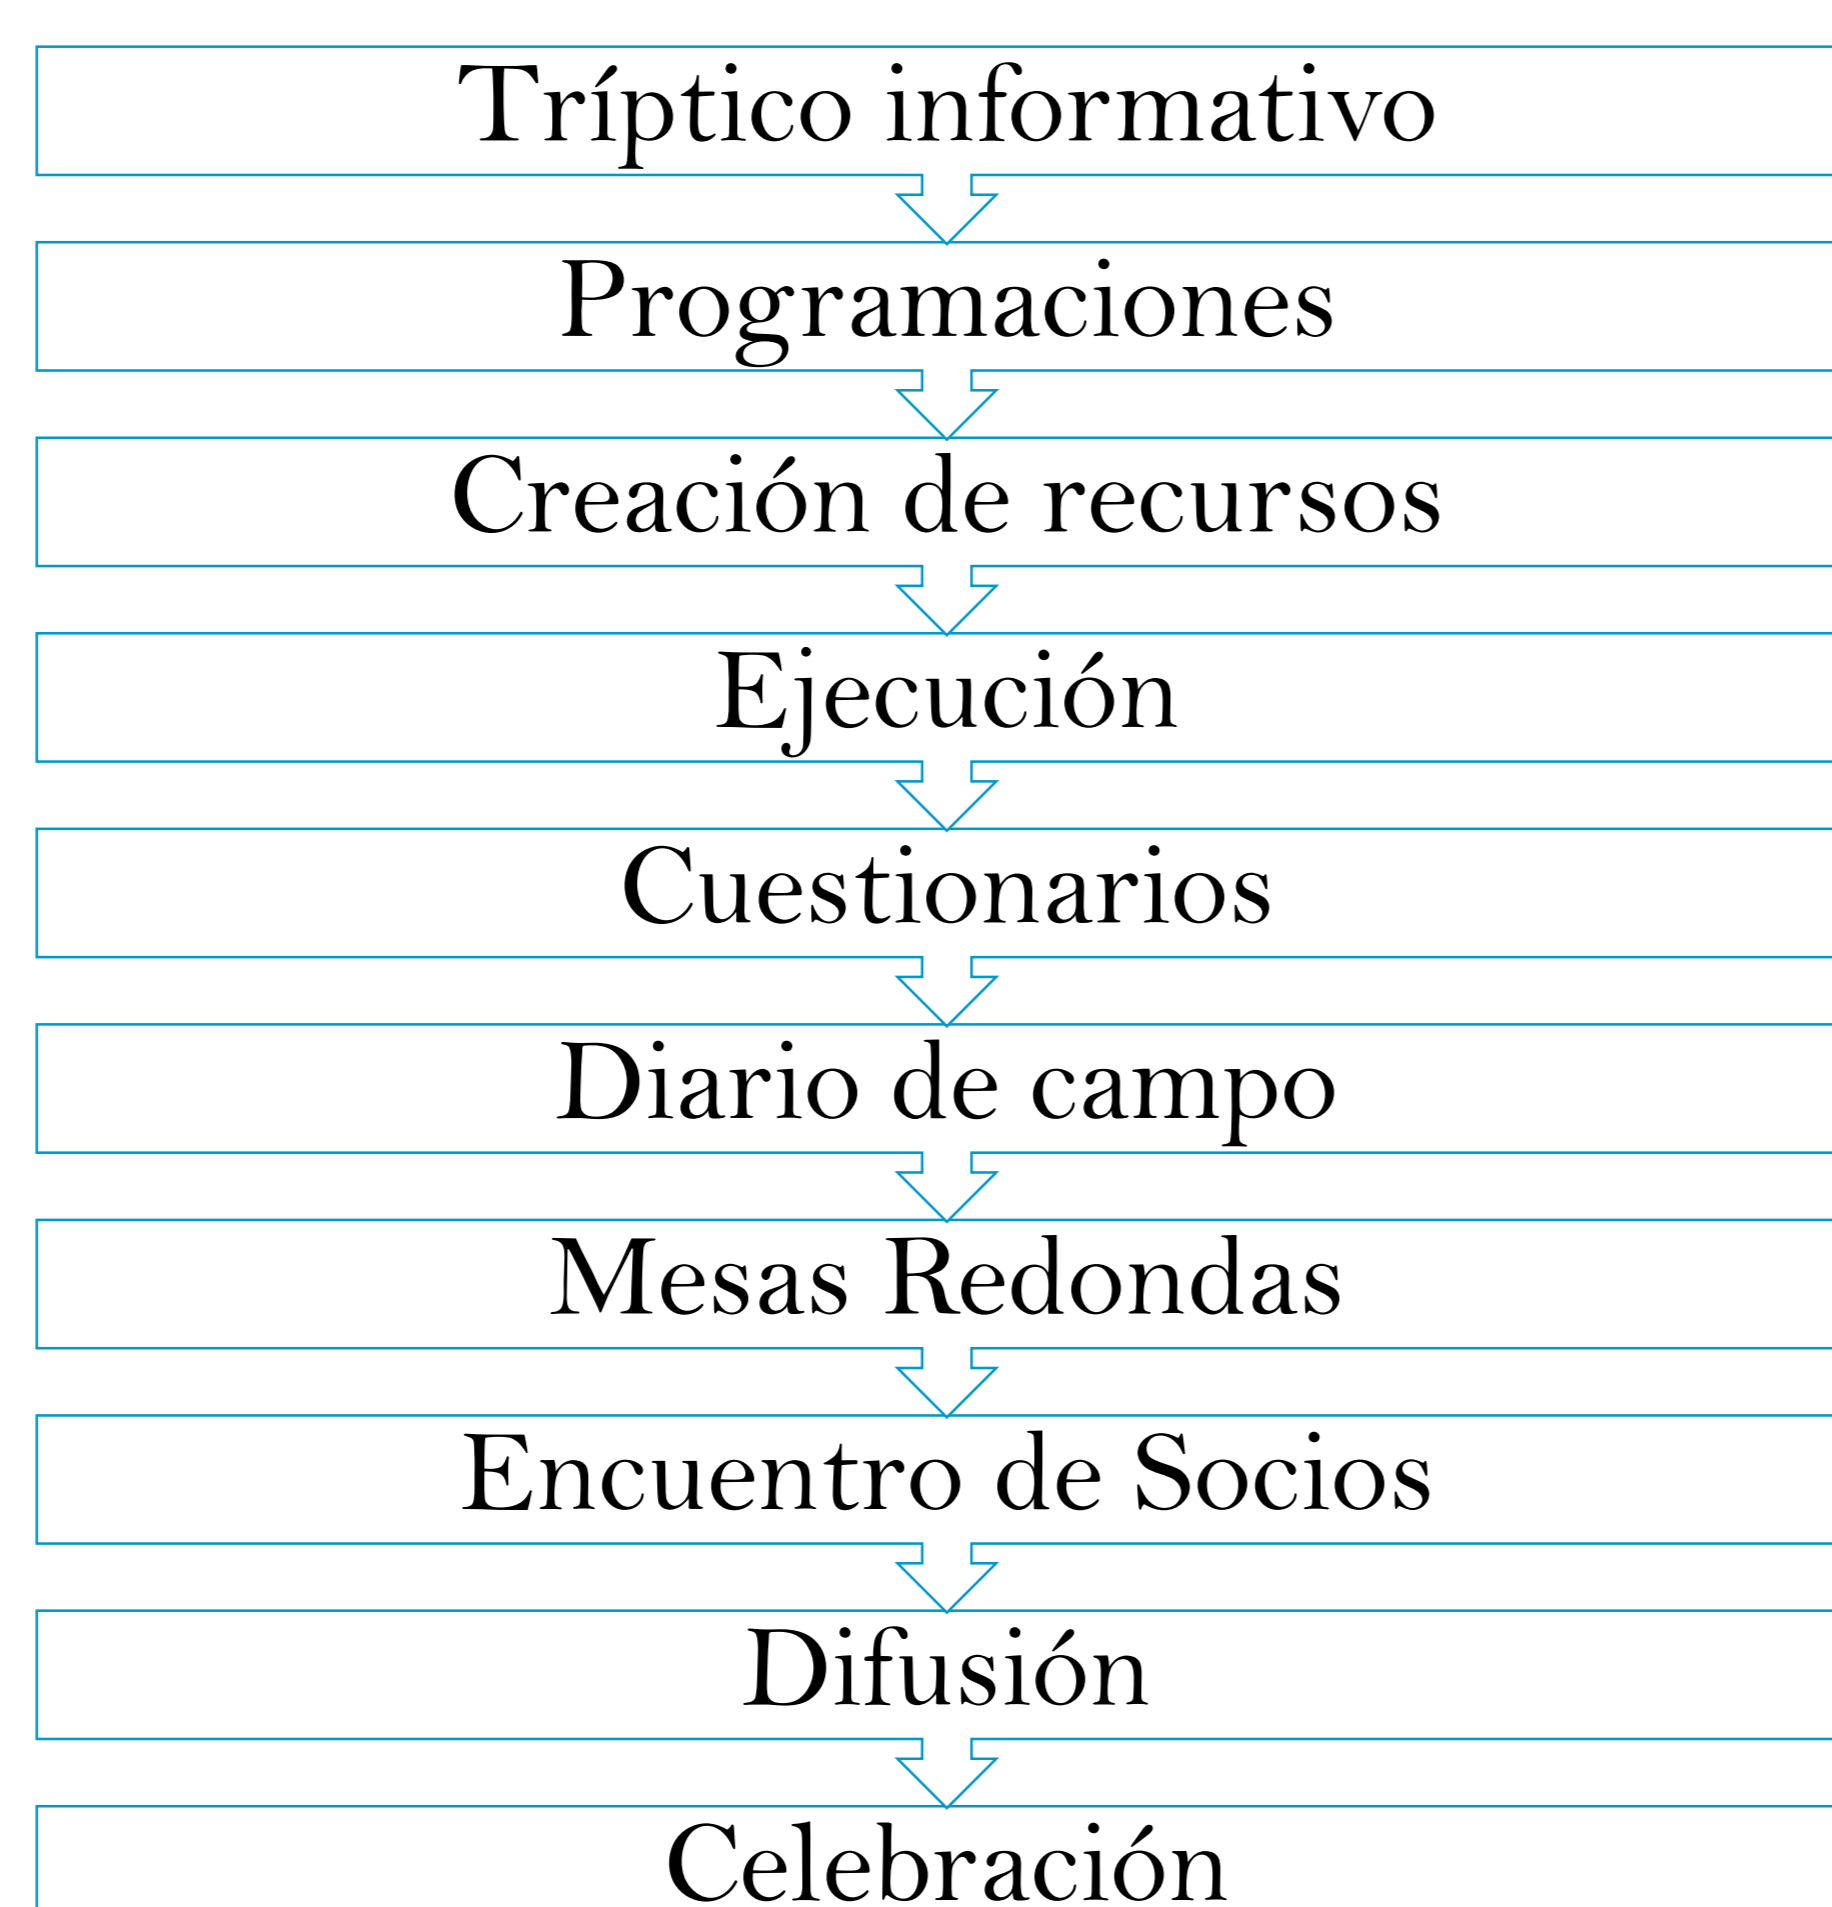 Tríptico informativo
Programaciones
Creación de recursos
Ejecución
Cuestionarios
Diario de campo
Mesas Redondas
Encuentro de Socios
Difusión
Celebración